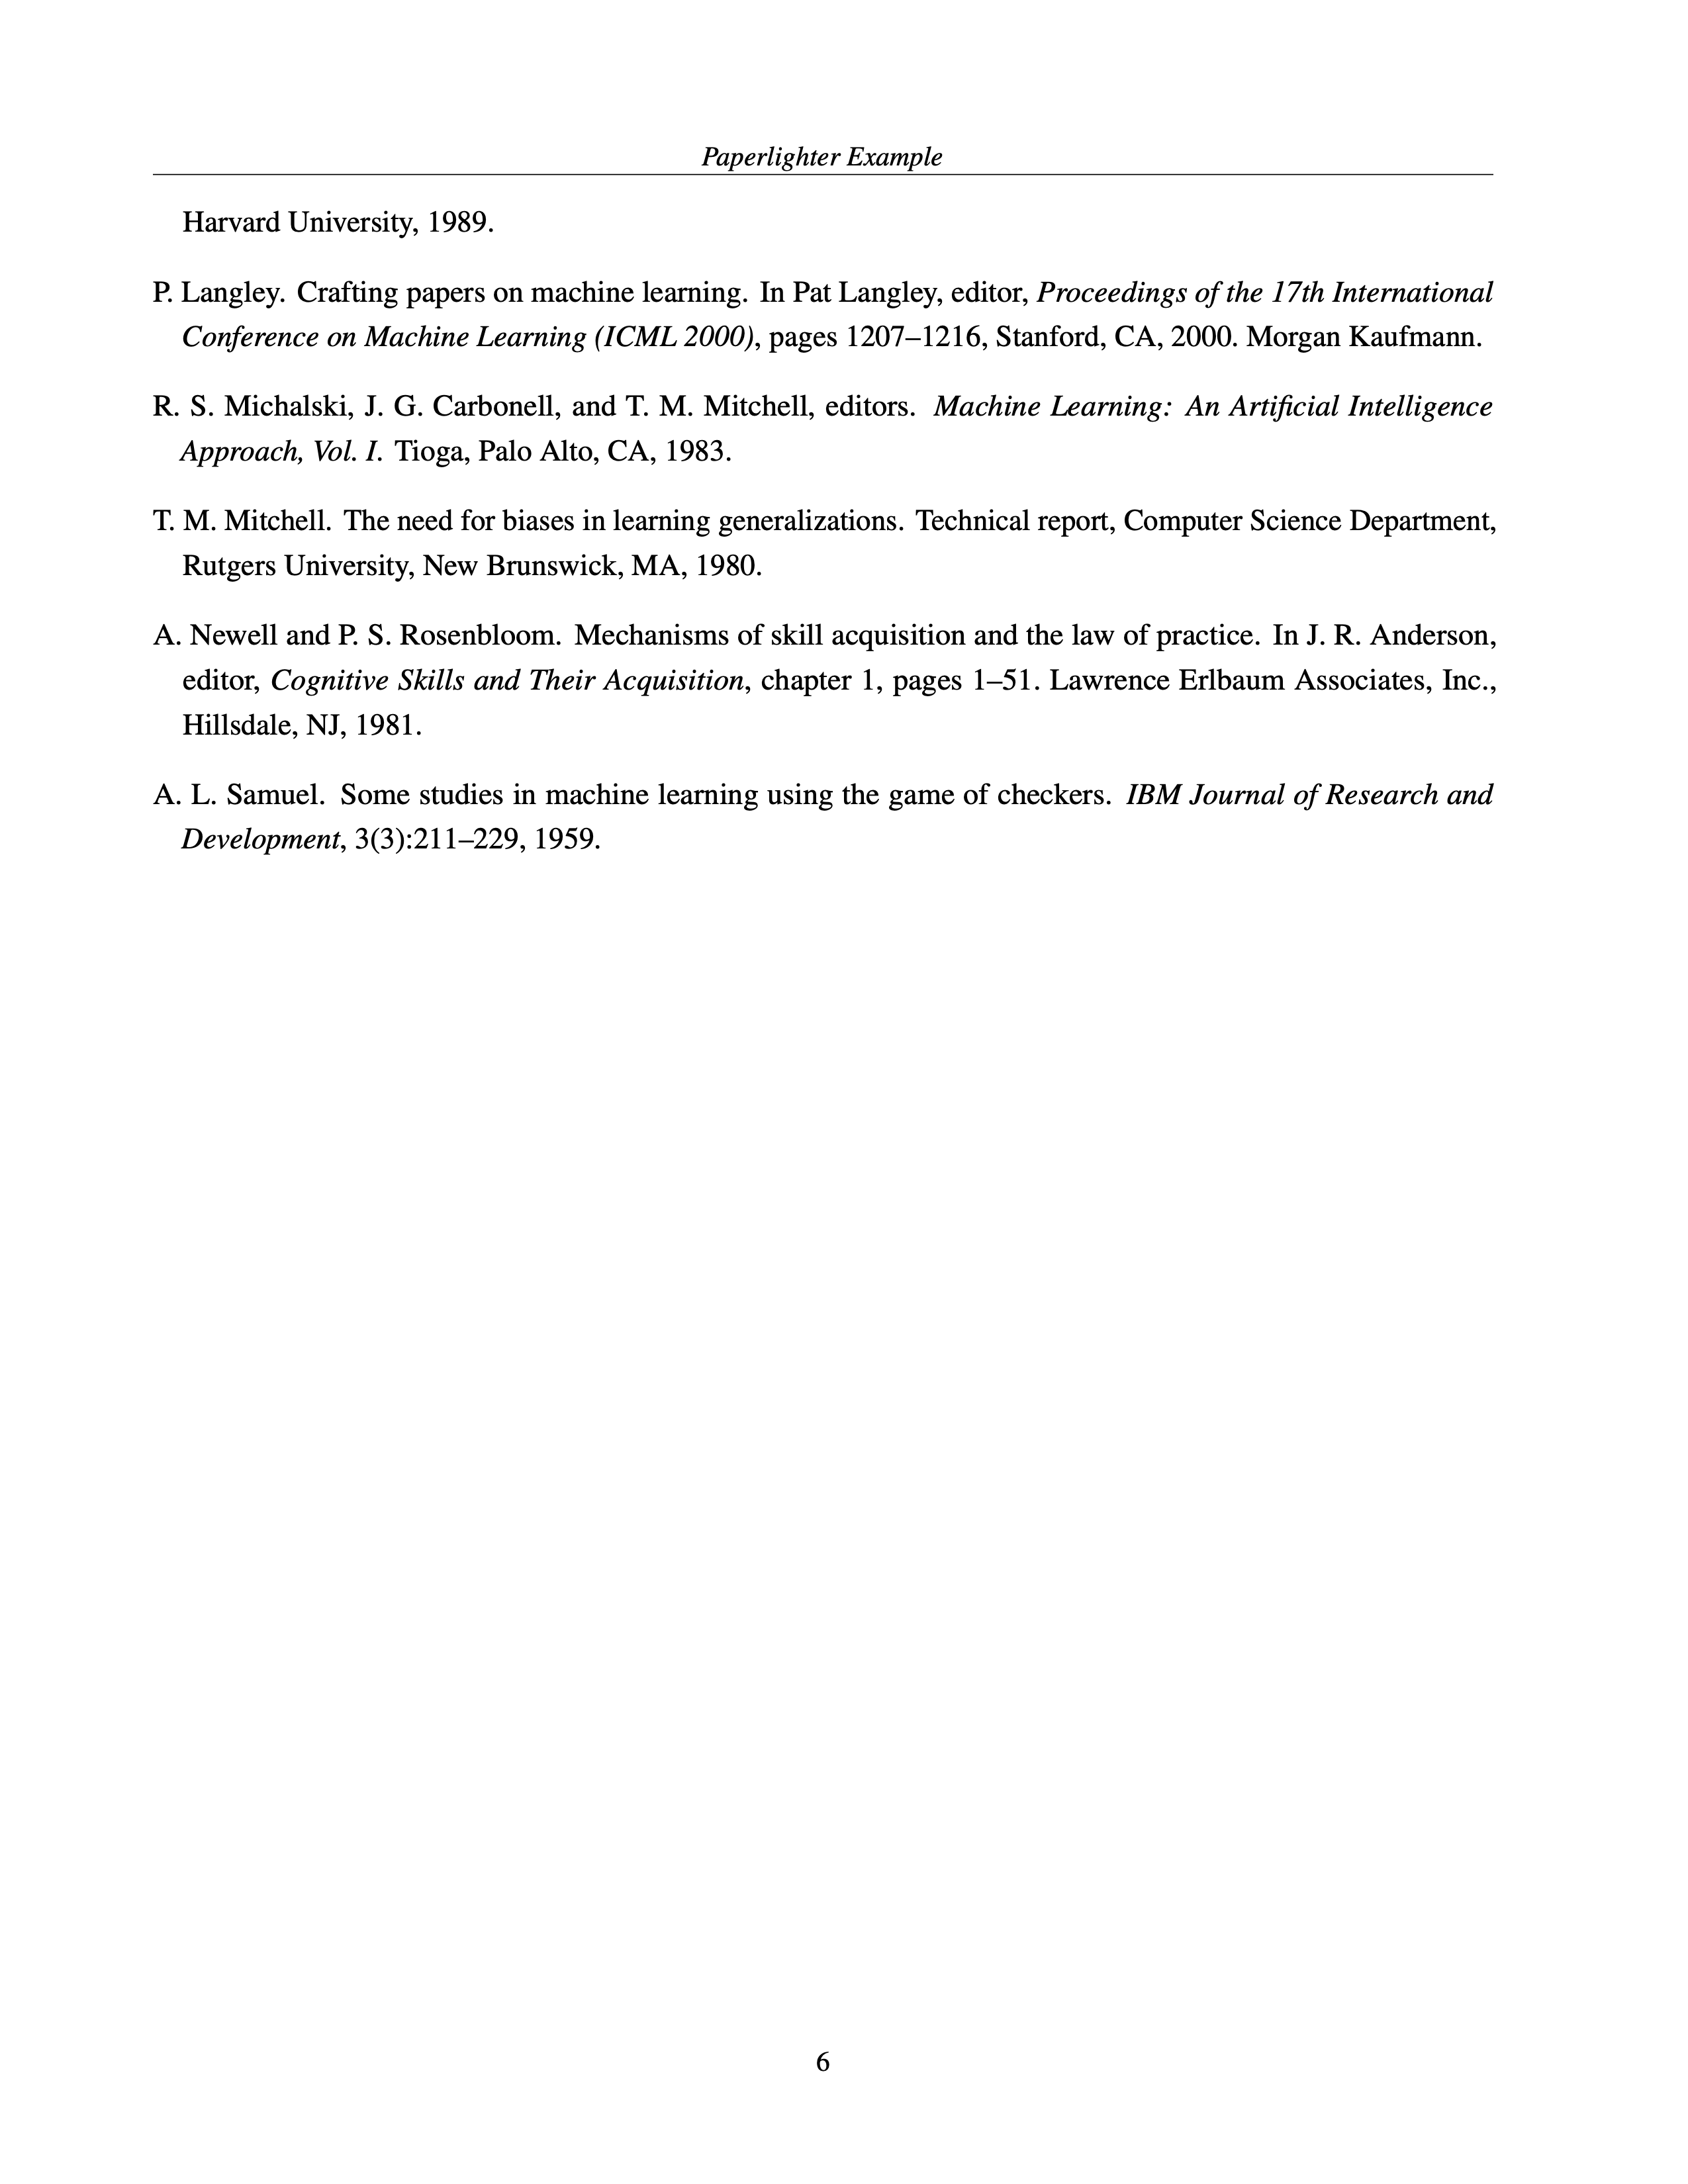 Paperlighter Example
Harvard University, 1989.
P. Langley. Crafting papers on machine learning. In Pat Langley, editor, Proceedings of the 17th International
Conference on Machine Learning (ICML 2000), pages 1207–1216, Stanford, CA, 2000. Morgan Kaufmann.
R. S. Michalski, J. G. Carbonell, and T. M. Mitchell, editors. Machine Learning: An Artificial Intelligence
Approach, Vol. I. Tioga, Palo Alto, CA, 1983.
T. M. Mitchell. The need for biases in learning generalizations. Technical report, Computer Science Department,
Rutgers University, New Brunswick, MA, 1980.
A. Newell and P. S. Rosenbloom. Mechanisms of skill acquisition and the law of practice. In J. R. Anderson,
editor, Cognitive Skills and Their Acquisition, chapter 1, pages 1–51. Lawrence Erlbaum Associates, Inc.,
Hillsdale, NJ, 1981.
A. L. Samuel. Some studies in machine learning using the game of checkers. IBM Journal of Research and
Development, 3(3):211–229, 1959.
6